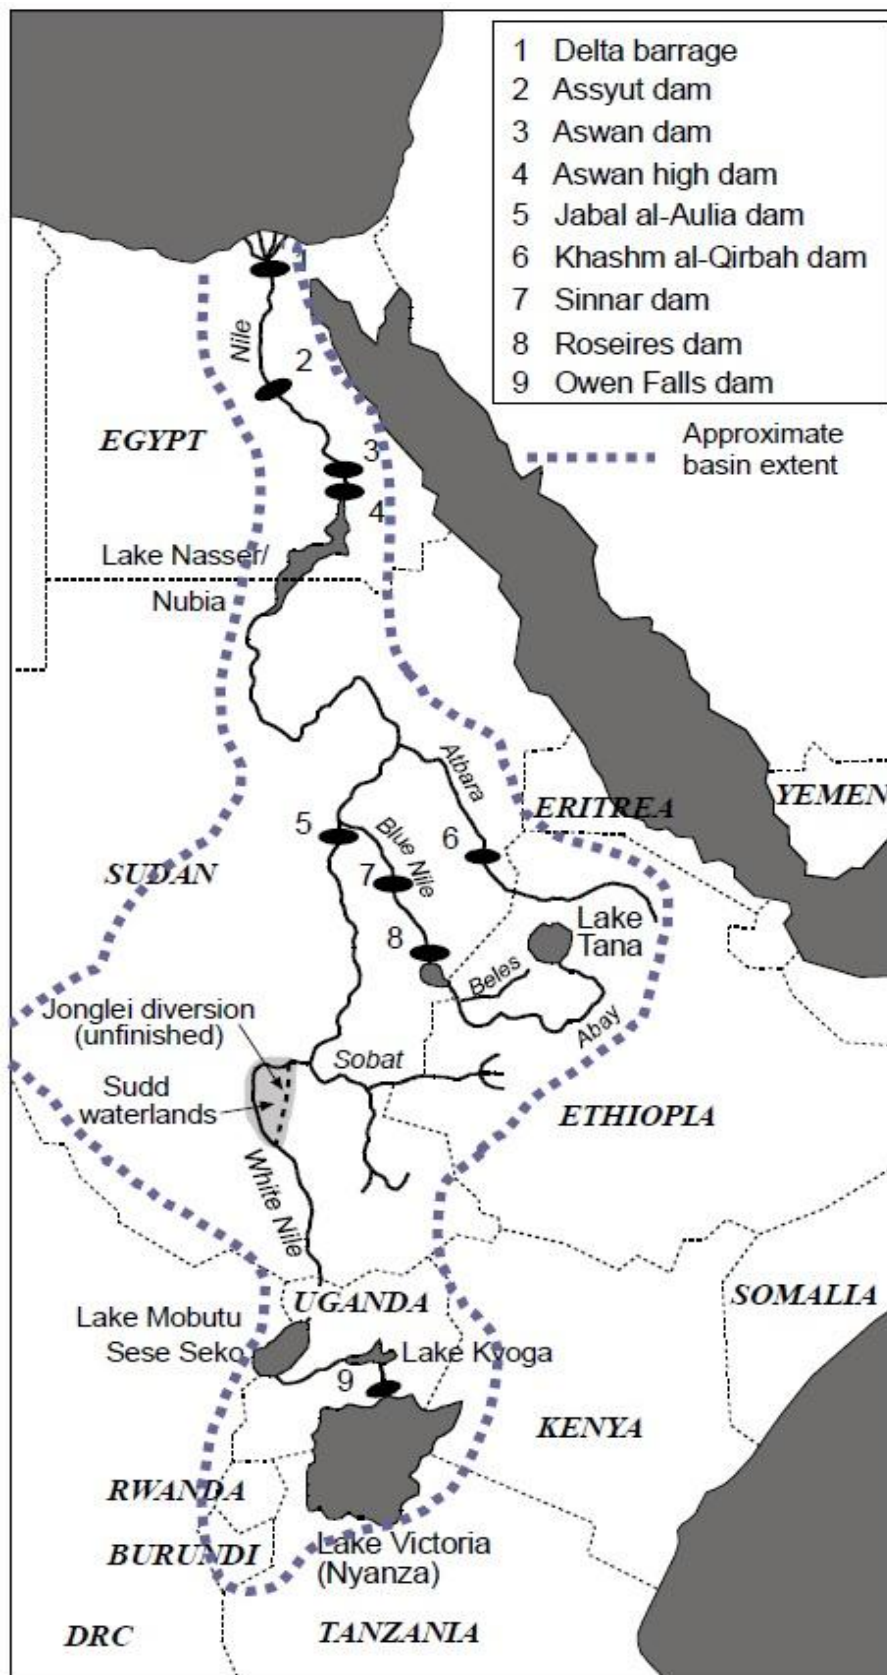 1 Delta barrage
2 Assyut dam
3 Aswan dam
4 Aswan high dam
5 Jabal al-Aulia dam
6 Khashm al-Qirbah dam
7 Sinnar dam
8 Roseires dam
9 Owen Falls dam
Approximate
basin extent
Nile
2
EGYPT
3
4
Lake Nasser/
Nubia
Atbara
ERITREA
YEMEN
5
Blue Nile
6
SUDAN
7
8
Lake
Tana
Beles
Abay
Jonglei diversion
(unfinished)
Sobat
Sudd
waterlands
ETHIOPIA
White Nile
UGANDA
SOMALIA
Lake Mobutu
Sese Seko
Lake Kyoga
9
KENYA
RWANDA
BURUNDI
Lake Victoria
(Nyanza)
DRC
TANZANIA